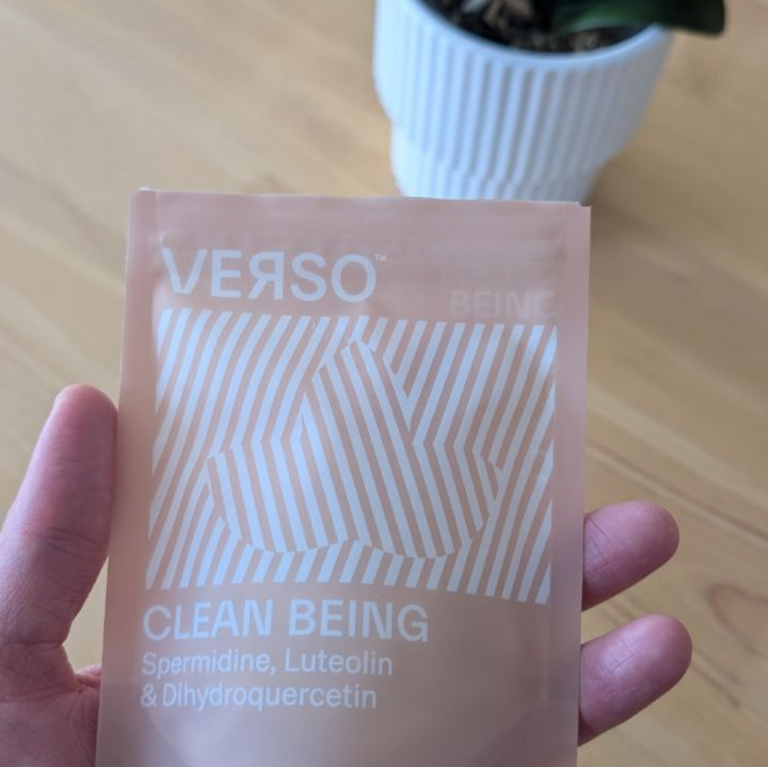 VERSO™
BEING
CLEAN BEING
Spermidine, Luteolin
& Dihydroquercetin